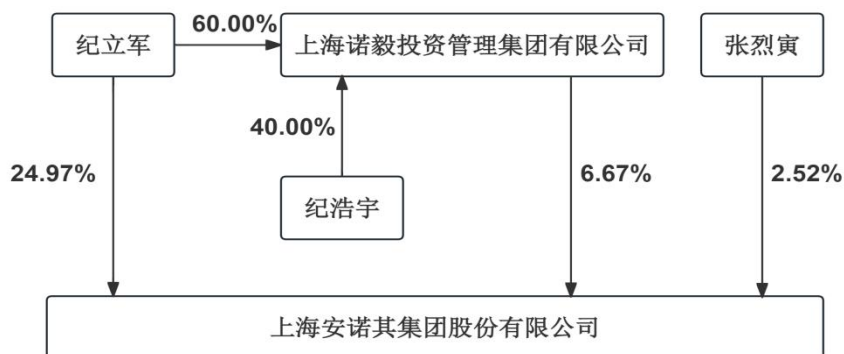 60.00%
纪立军
上海诺毅投资管理集团有限公司
张烈寅
40.00%
24.97%
6.67%
2.52%
纪浩宇
上海安诺其集团股份有限公司